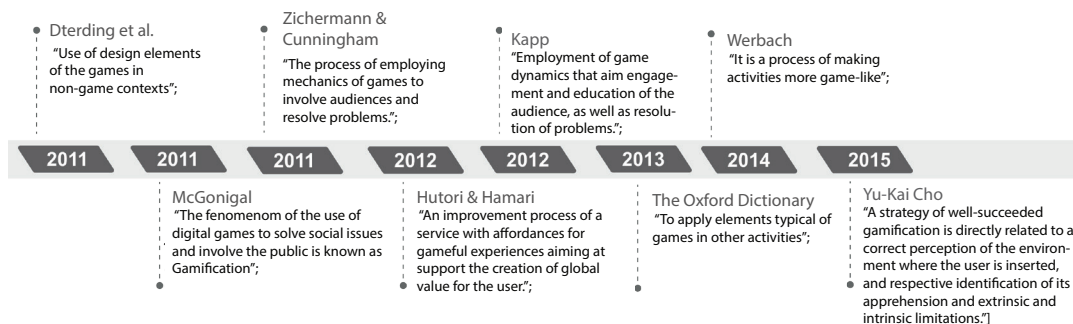 Dterding et al.
“Use of design elements
of the games in
non-game contexts”;
Zichermann &
Cunningham
“The process of employing
mechanics of games to
involve audiences and
resolve problems.”;
Kapp
“Employment of game
dynamics that aim engage-
ment and education of the
audience, as well as resolu-
tion of problems.”;
Werbach
“It is a process of making
activities more game-like”;
2011
2011
2011
2012
2012
2013
2014
2015
McGonigal
“The fenomenom of the use of
digital games to solve social issues
and involve the public is known as
Gamification”;
Hutori & Hamari
“An improvement process of a
service with affordances for
gameful experiences aiming at
support the creation of global
value for the user.”;
The Oxford Dictionary
“To apply elements typical of
games in other activities”;
Yu-Kai Cho
“A strategy of well-succeeded
gamification is directly related to a
correct perception of the environ-
ment where the user is inserted,
and respective identification of its
apprehension and extrinsic and
intrinsic limitations.”]